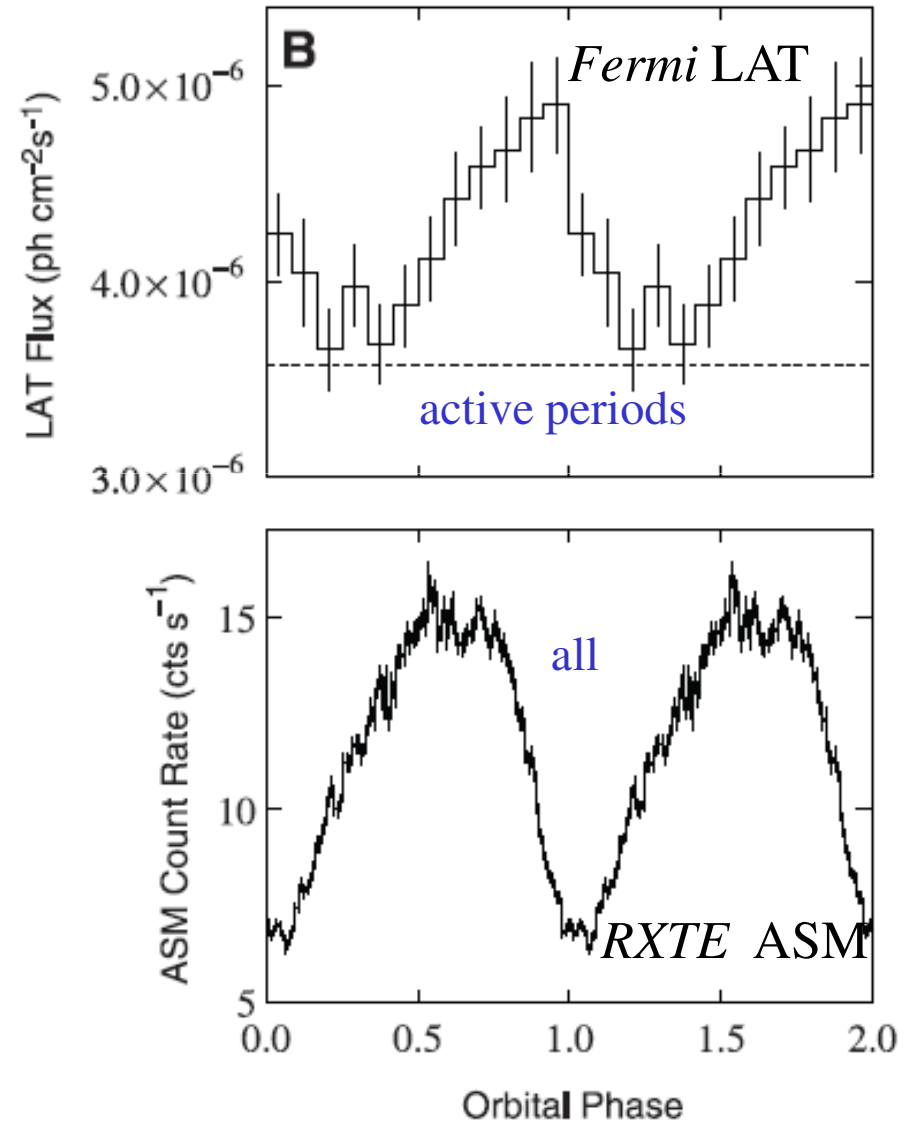 B
Fermi LAT
5.0×10⁻⁶
4.0×10⁻⁶
3.0×10⁻⁶
LAT Flux (ph cm⁻²s⁻¹)
active periods
15
10
5
ASM Count Rate (cts s⁻¹)
all
RXTE ASM
0.0 0.5 1.0 1.5 2.0
Orbital Phase